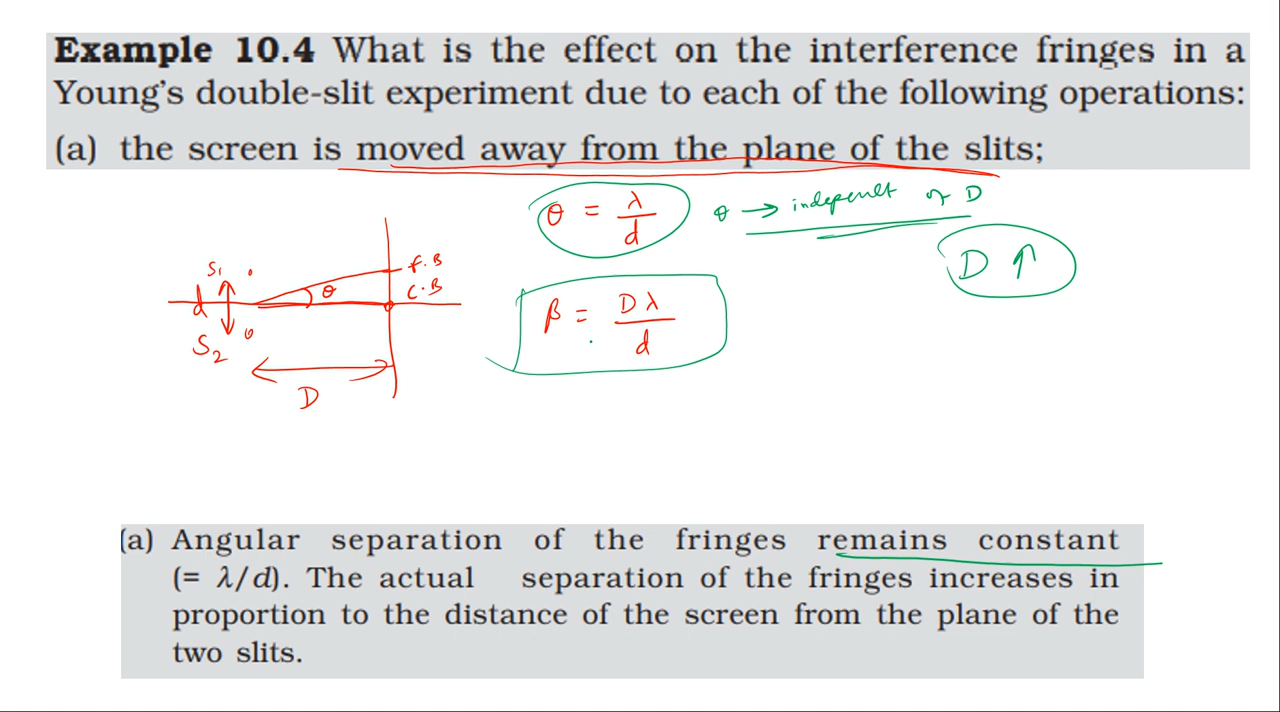 Example 10.4 What is the effect on the interference fringes in a
Young's double-slit experiment due to each of the following operations:
(a) the screen is moved away from the plane of the slits;
θ = λ/d
θ → independt of D
D ↑
S₁
f.B
θ
C.B
d
S₂
β = Dλ/d
D
(a) Angular separation of the fringes remains constant
(= λ/d). The actual separation of the fringes increases in
proportion to the distance of the screen from the plane of the
two slits.